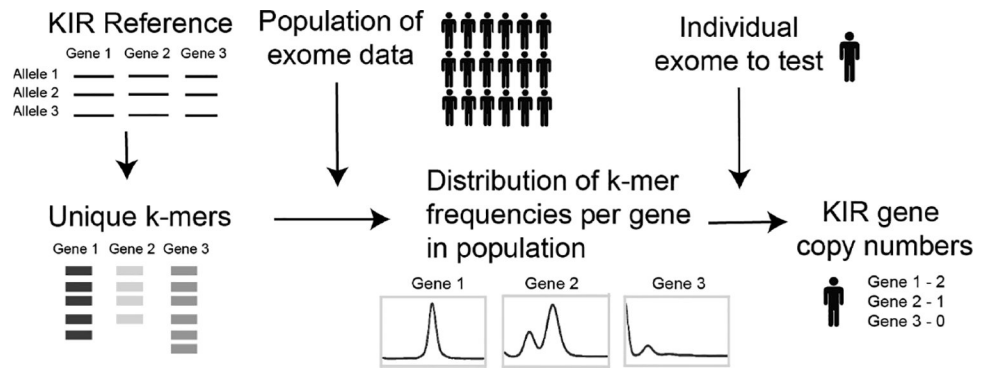 KIR Reference
Gene 1 Gene 2 Gene 3
Allele 1
Allele 2
Allele 3
Population of
exome data
Individual
exome to test
Unique k-mers
Gene 1 Gene 2 Gene 3
Distribution of k-mer
frequencies per gene
in population
Gene 1 Gene 2 Gene 3
KIR gene
copy numbers
Gene 1 - 2
Gene 2 - 1
Gene 3 - 0